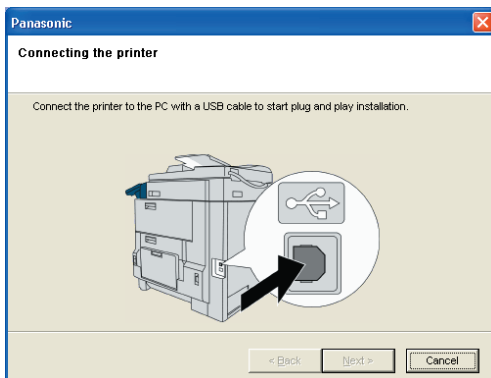 Panasonic
Connecting the printer
Connect the printer to the PC with a USB cable to start plug and play installation.
< Back Next > Cancel